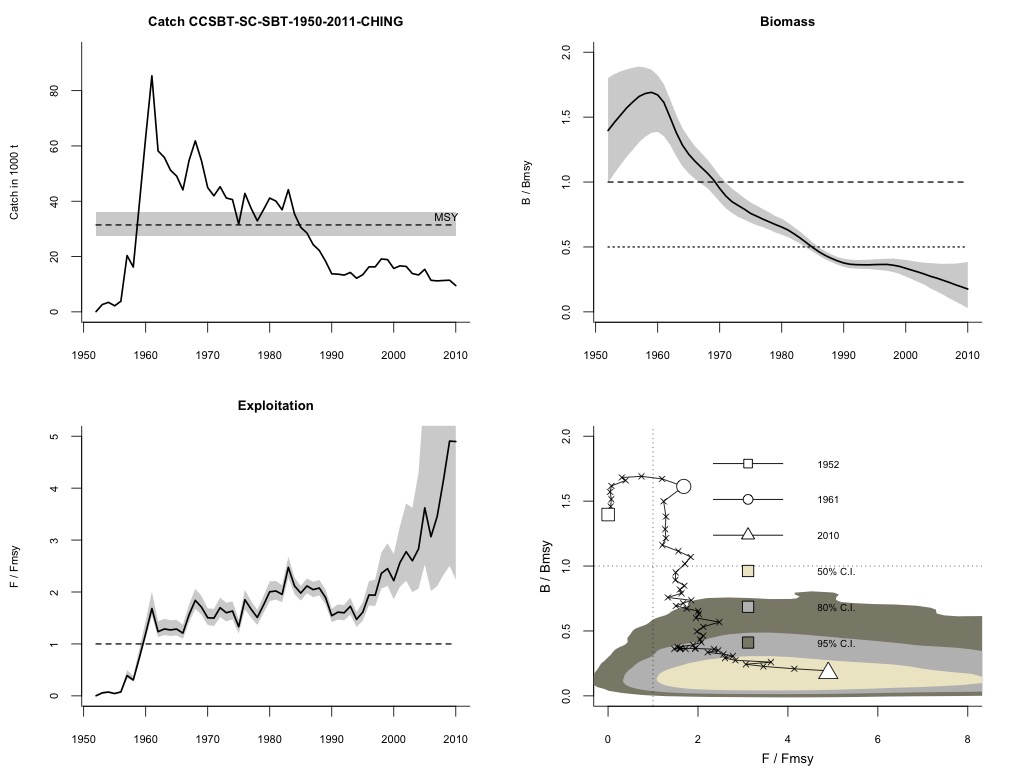 Catch CCSBT-SC-SBT-1950-2011-CHING
Catch in 1000 t
0 20 40 60 80
MSY
1950 1960 1970 1980 1990 2000 2010
Biomass
B / Bmsy
0.0 0.5 1.0 1.5 2.0
1950 1960 1970 1980 1990 2000 2010
Exploitation
F / Fmsy
0 1 2 3 4 5
1950 1960 1970 1980 1990 2000 2010
B / Bmsy
0.0 0.5 1.0 1.5 2.0
1952
1961
2010
50% C.I.
80% C.I.
95% C.I.
0 2 4 6 8
F / Fmsy